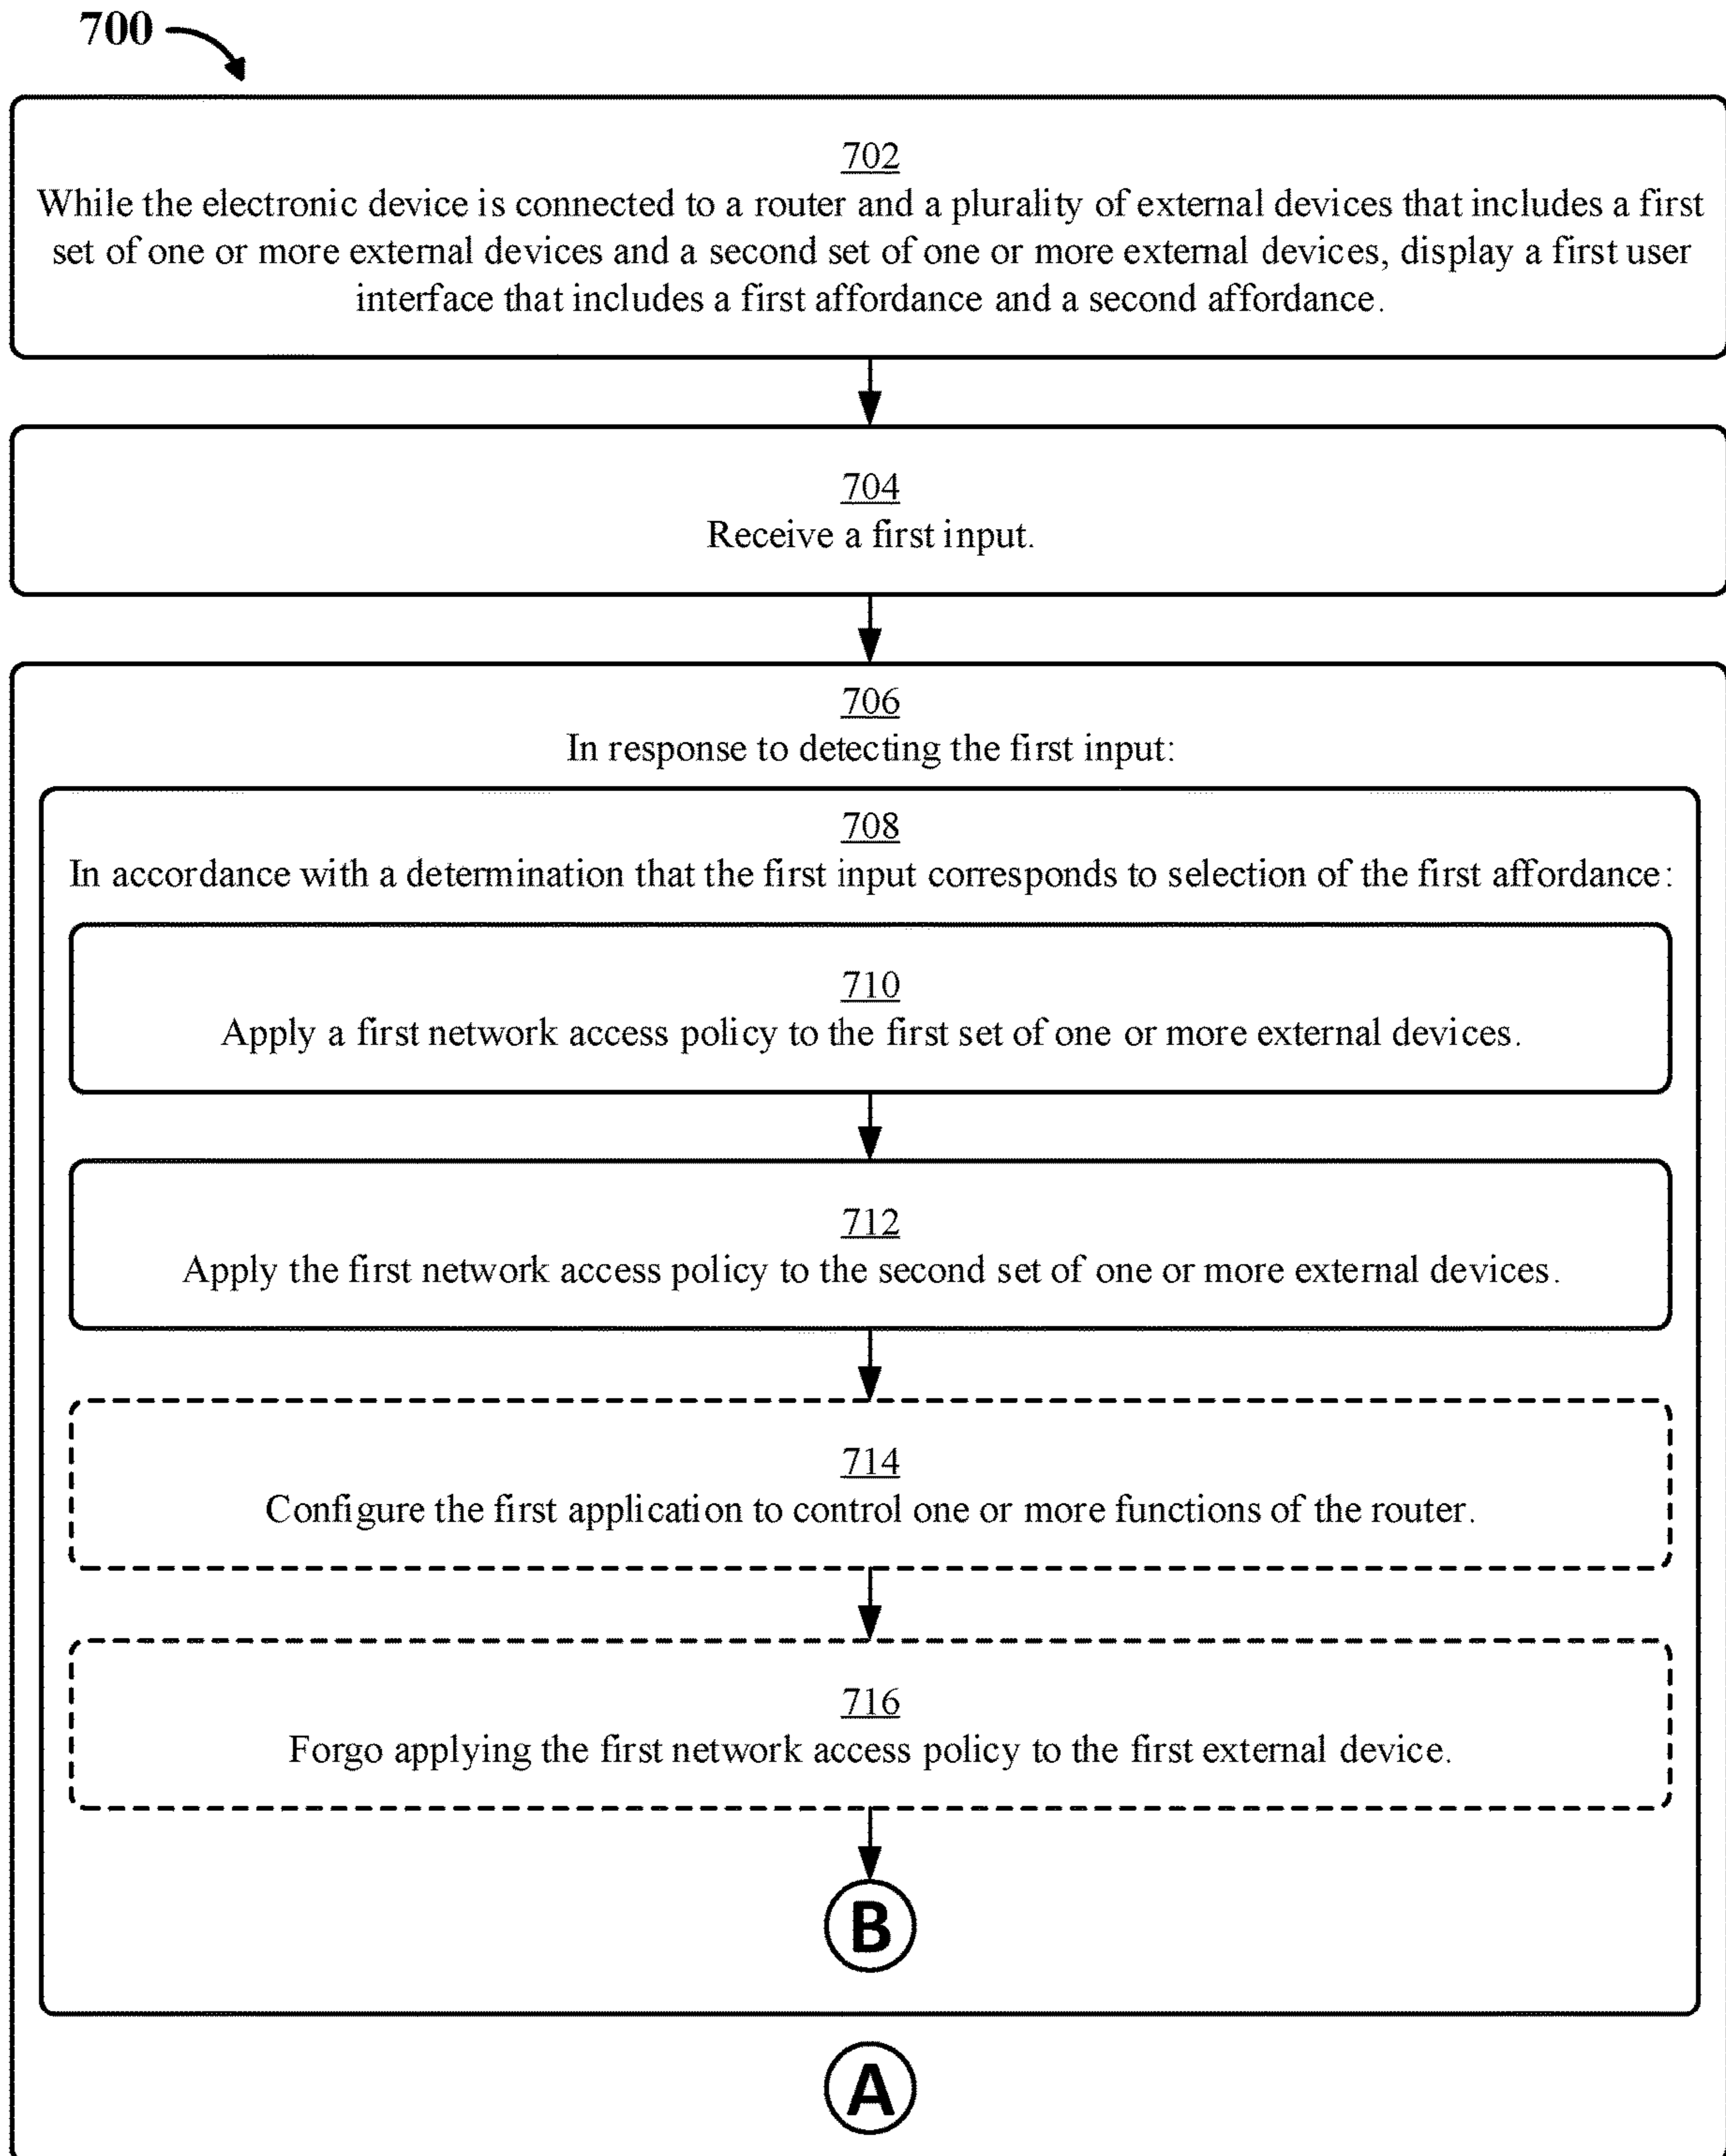 700
702
While the electronic device is connected to a router and a plurality of external devices that includes a first
set of one or more external devices and a second set of one or more external devices, display a first user
interface that includes a first affordance and a second affordance.
704
Receive a first input.
706
In response to detecting the first input:
708
In accordance with a determination that the first input corresponds to selection of the first affordance:
710
Apply a first network access policy to the first set of one or more external devices.
712
Apply the first network access policy to the second set of one or more external devices.
714
Configure the first application to control one or more functions of the router.
716
Forgo applying the first network access policy to the first external device.
B
A